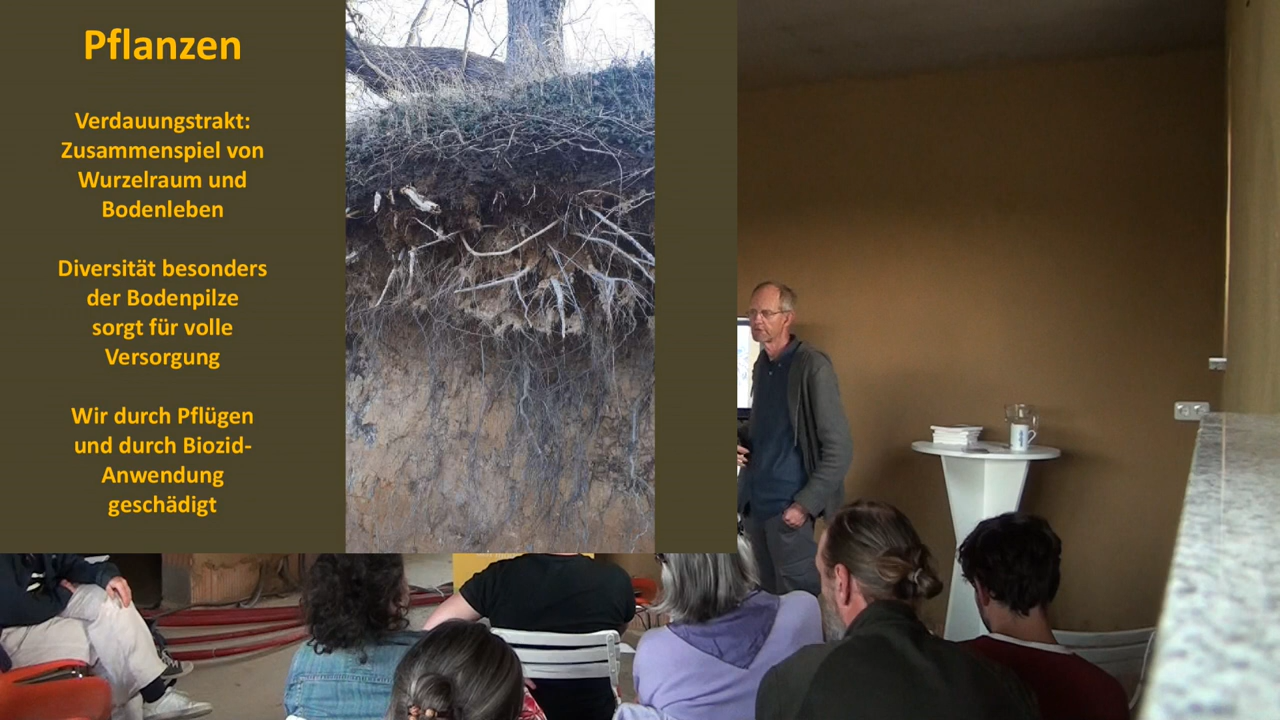 Pflanzen
Verdauungstrakt:
Zusammenspiel von
Wurzelraum und
Bodenleben
Diversität besonders
der Bodenpilze
sorgt für volle
Versorgung
Wir durch Pflügen
und durch Biozid-
Anwendung
geschädigt